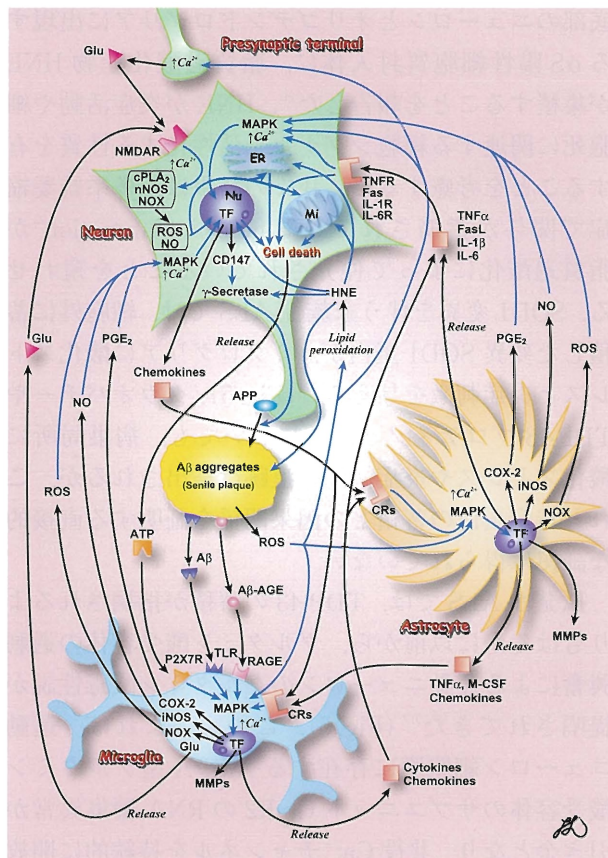 Presynaptic terminal
Glu
↑Ca²⁺
MAPK
↑Ca²⁺
NMDAR
↑Ca²⁺
ER
cPLA₂
nNOS
NOX
Nu
TF
Mi
TNFR
Fas
IL-1R
IL-6R
TNFα
FasL
IL-1β
IL-6
Neuron
ROS
NO
Cell death
MAPK
↑Ca²⁺
CD147
γ-Secretase
HNE
Glu
PGE₂
Release
Lipid
peroxidation
Release
PGE₂
NO
ROS
Chemokines
NO
APP
COX-2
iNOS
Aβ aggregates
(Senile plaque)
CRs
↑Ca²⁺
MAPK
NOX
TF
ROS
ROS
ATP
Aβ
Aβ-AGE
Astrocyte
MMPs
Release
P2X7R
TLR
RAGE
TNFα, M-CSF
Chemokines
COX-2
iNOS
NOX
Glu
MAPK
CRs
↑Ca²⁺
TF
Microglia
MMPs
Cytokines
Chemokines
Release
Release